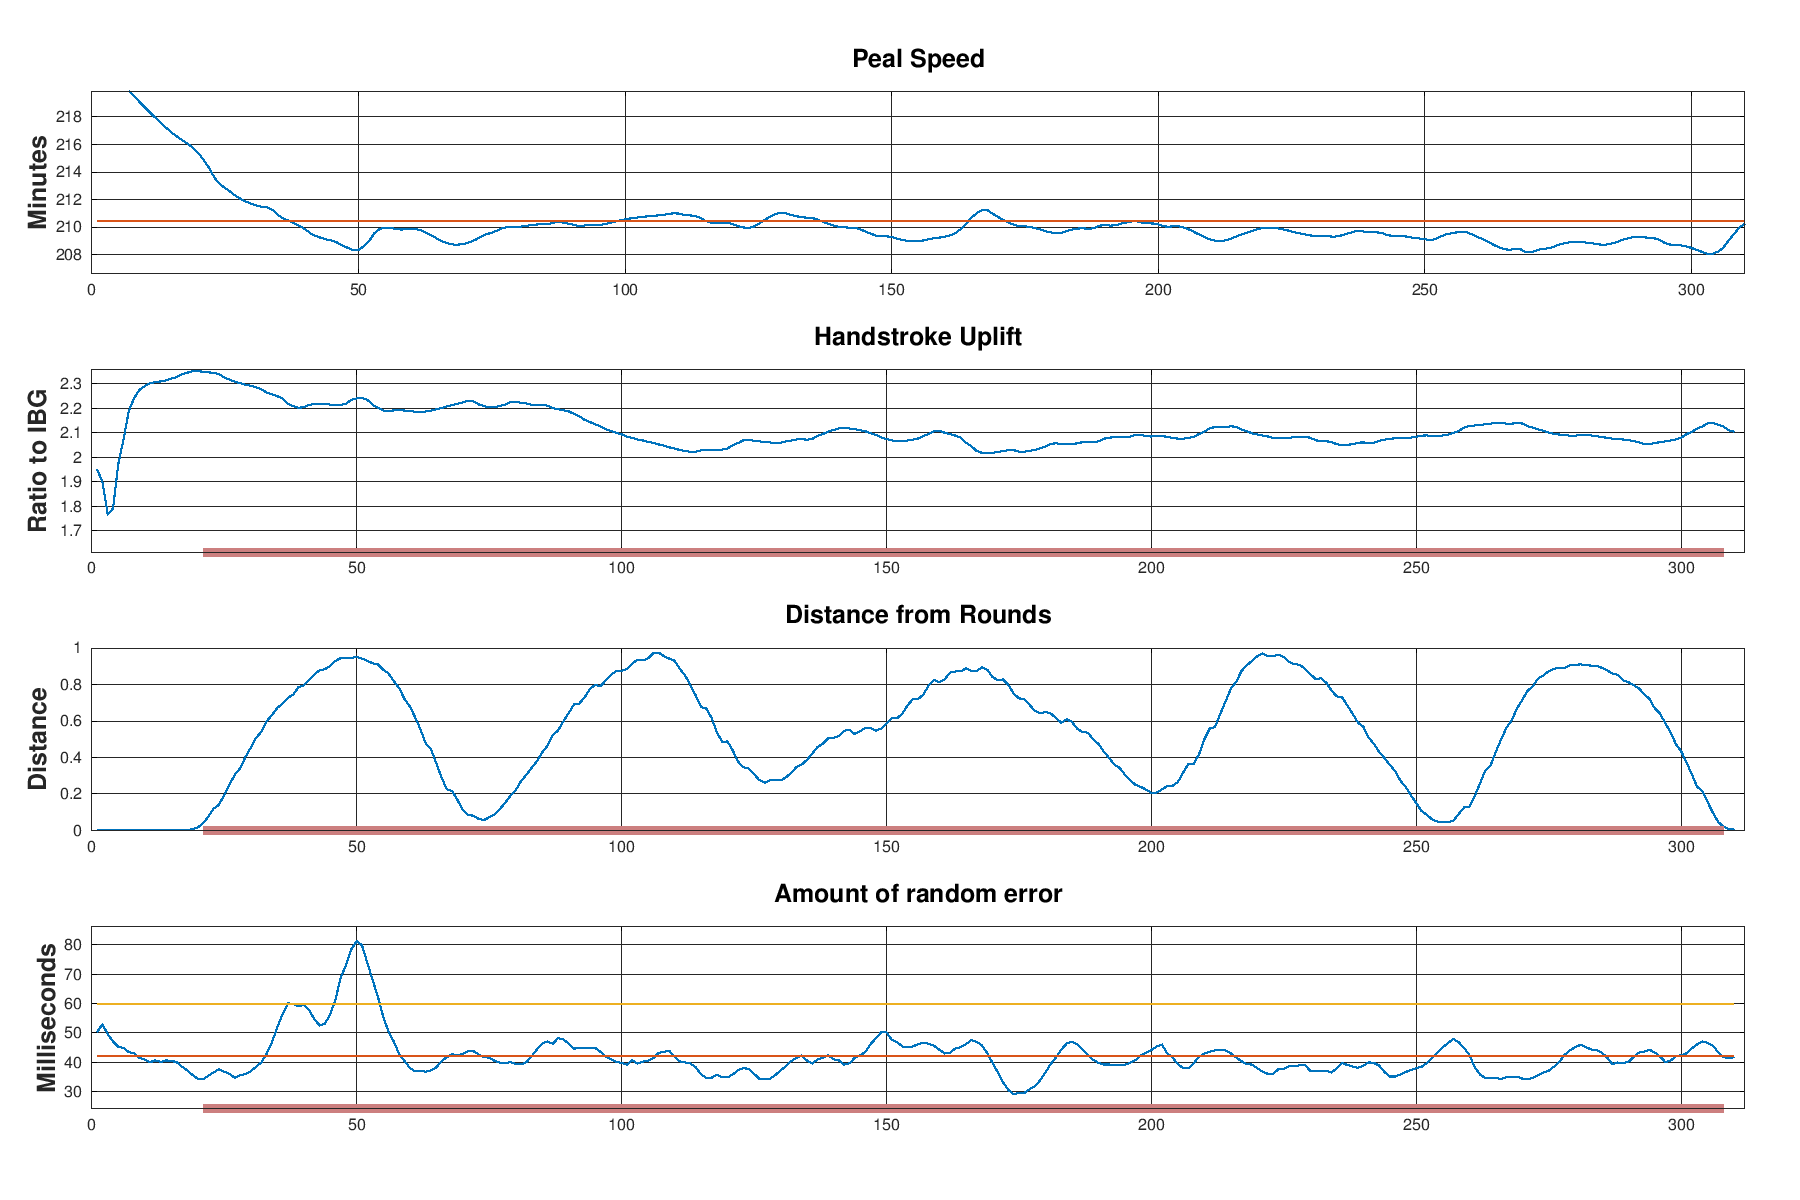 Peal Speed
Minutes
218
216
214
212
210
208
0 50 100 150 200 250 300
Handstroke Uplift
Ratio to IBG
2.3
2.2
2.1
2
1.9
1.8
1.7
0 50 100 150 200 250 300
Distance from Rounds
Distance
1
0.8
0.6
0.4
0.2
0
0 50 100 150 200 250 300
Amount of random error
Milliseconds
80
70
60
50
40
30
0 50 100 150 200 250 300